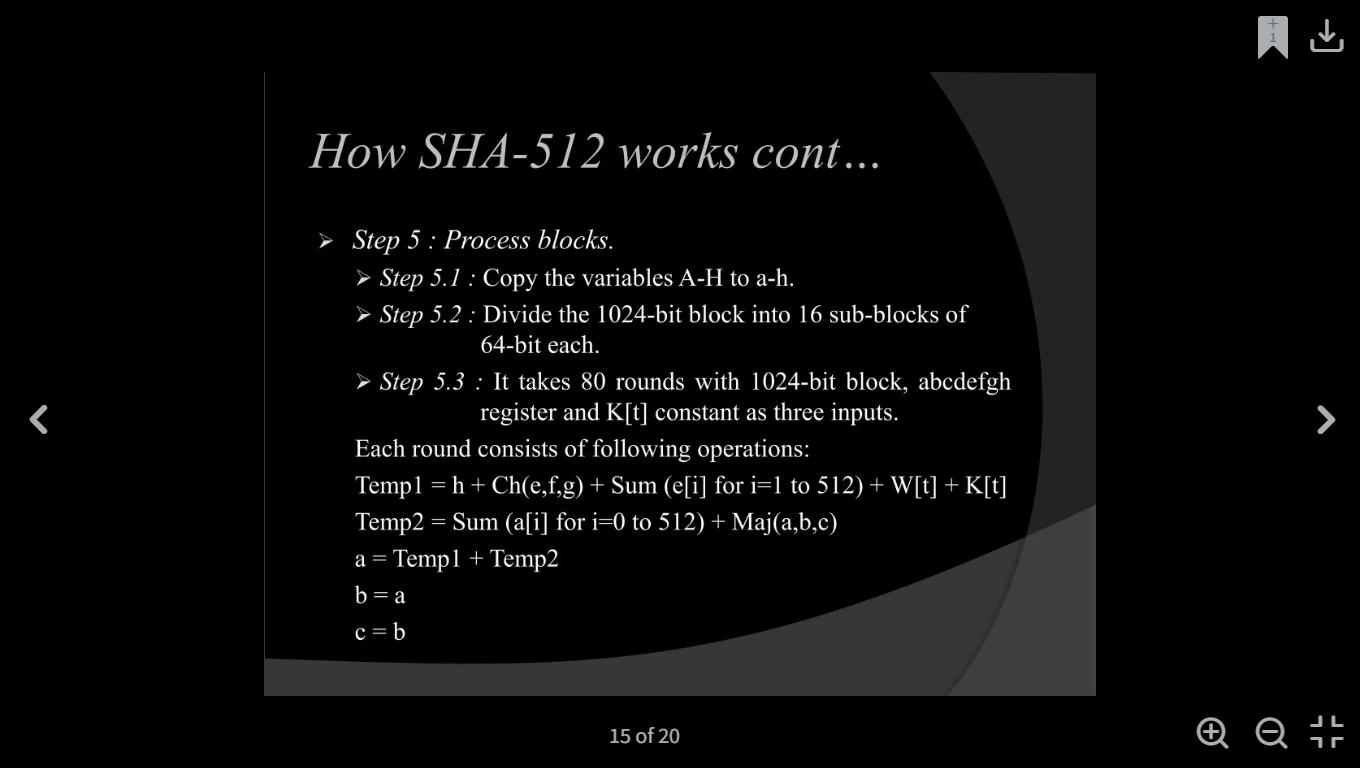 +
1
How SHA-512 works cont…
➢ Step 5 : Process blocks.
➢ Step 5.1 : Copy the variables A-H to a-h.
➢ Step 5.2 : Divide the 1024-bit block into 16 sub-blocks of
64-bit each.
➢ Step 5.3 : It takes 80 rounds with 1024-bit block, abcdefgh
register and K[t] constant as three inputs.
Each round consists of following operations:
Temp1 = h + Ch(e,f,g) + Sum (e[i] for i=1 to 512) + W[t] + K[t]
Temp2 = Sum (a[i] for i=0 to 512) + Maj(a,b,c)
a = Temp1 + Temp2
b = a
c = b
15 of 20